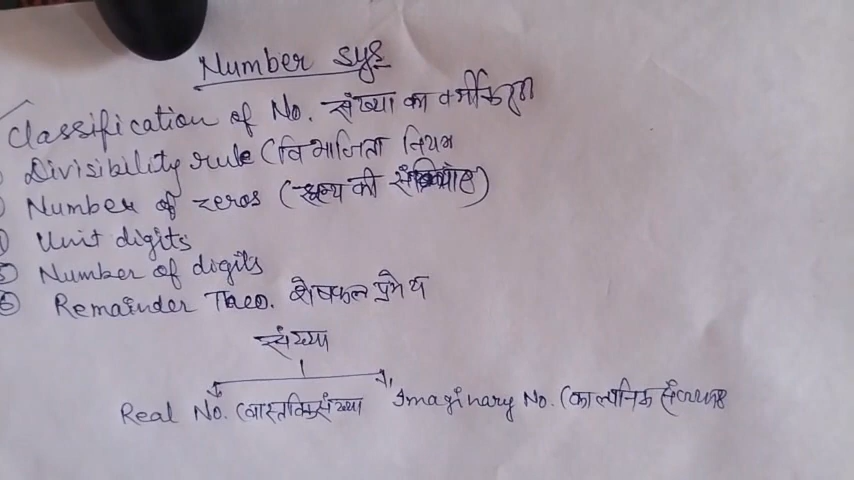 Number sys
Classification of No. संख्या का वर्गीकरण
Divisibility rule (विभाजिता नियम
Number of zeros (शून्य की
Unit digits
Number of digits
⑥ Remainder Theo. शेषफल प्रमेय
संख्या
Real No. (वास्तविक संख्या Imaginary No. (काल्पनिक